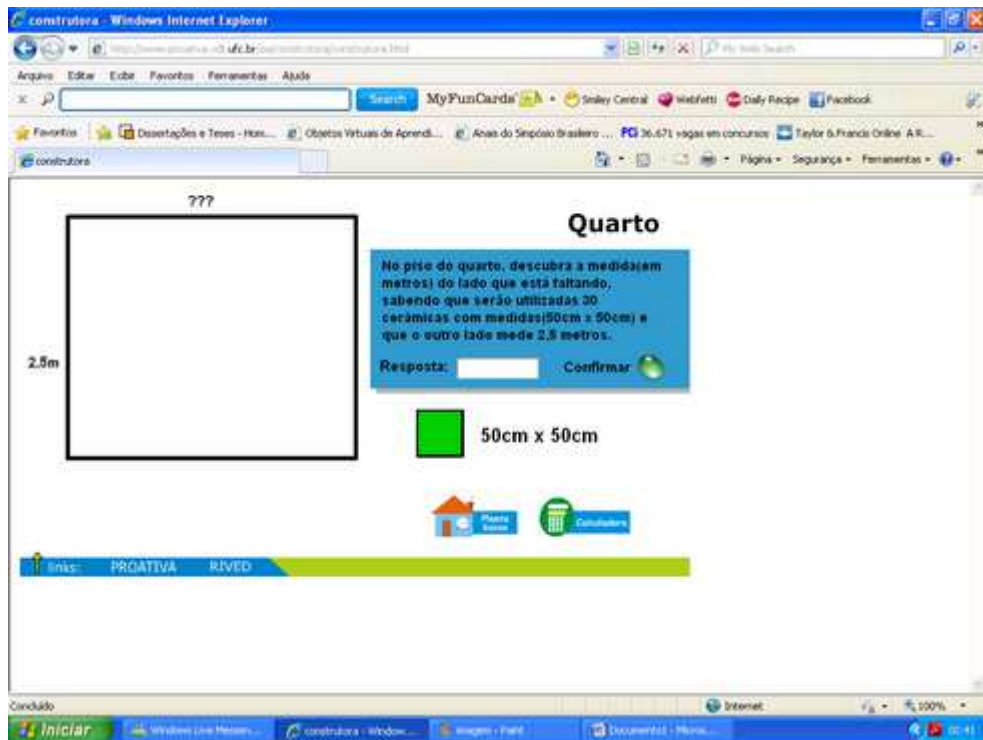 construtora - Windows Internet Explorer
Arquivo Editar Exibir Favoritos Ferramentas Ajuda
Search MyFunCards Smiley Central Webfetti Daily Recipe Facebook
Favoritos Dissertações e Teses - Hom... Objetos Virtuais de Aprendi... Anais do Simpósio Brasileiro ... PCI 36.671 vagas em concursos Taylor & Francis Online A R...
construtora
Página Segurança Ferramentas
???
Quarto
No piso do quarto, descubra a medida(em
metros) do lado que está faltando,
sabendo que serão utilizadas 30
cerâmicas com medidas(50cm x 50cm) e
que o outro lado mede 2,5 metros.
2.5m
Resposta:
Confirmar
50cm x 50cm
Planta
Baixa
Calculadora
links: PROATIVA RIVED
Concluído
Internet
100%
Iniciar
Windows Live Messen...
construtora - Window...
imagem - Paint
Documento1 - Micros...
02:41